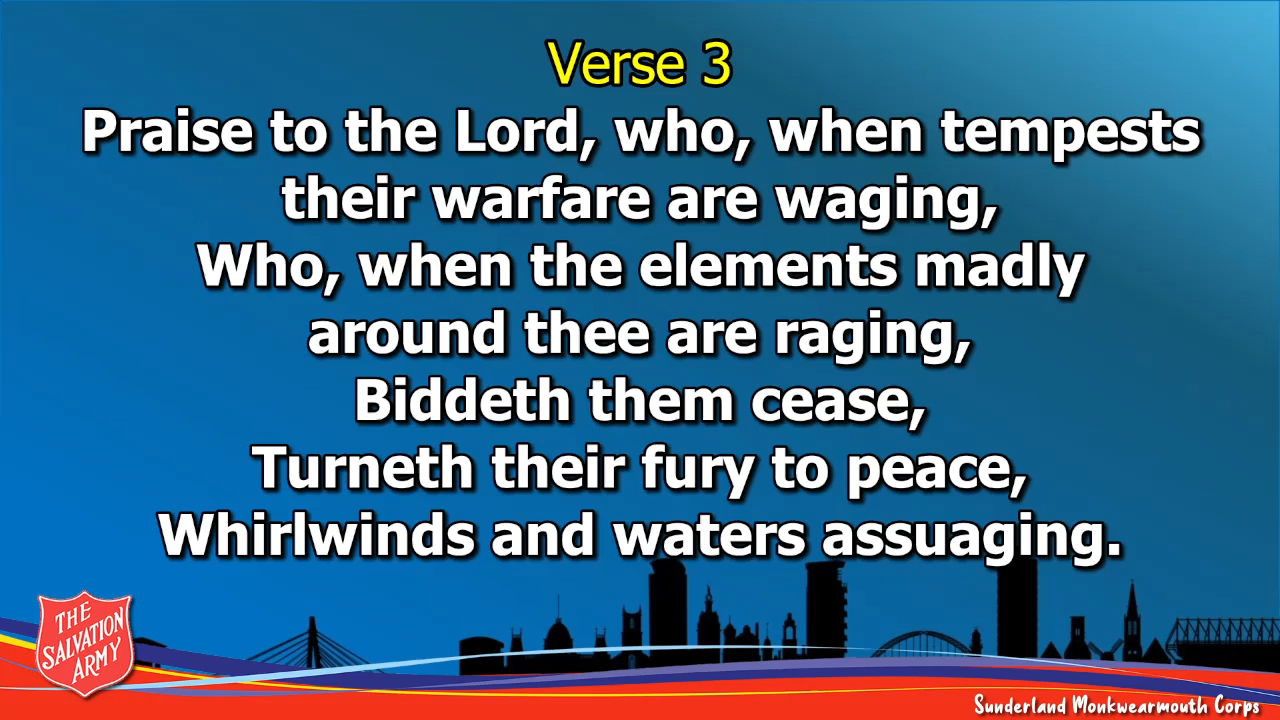 Verse 3
Praise to the Lord, who, when tempests
their warfare are waging,
Who, when the elements madly
around thee are raging,
Biddeth them cease,
Turneth their fury to peace,
Whirlwinds and waters assuaging.
THE
SALVATION
ARMY
Sunderland Monkwearmouth Corps